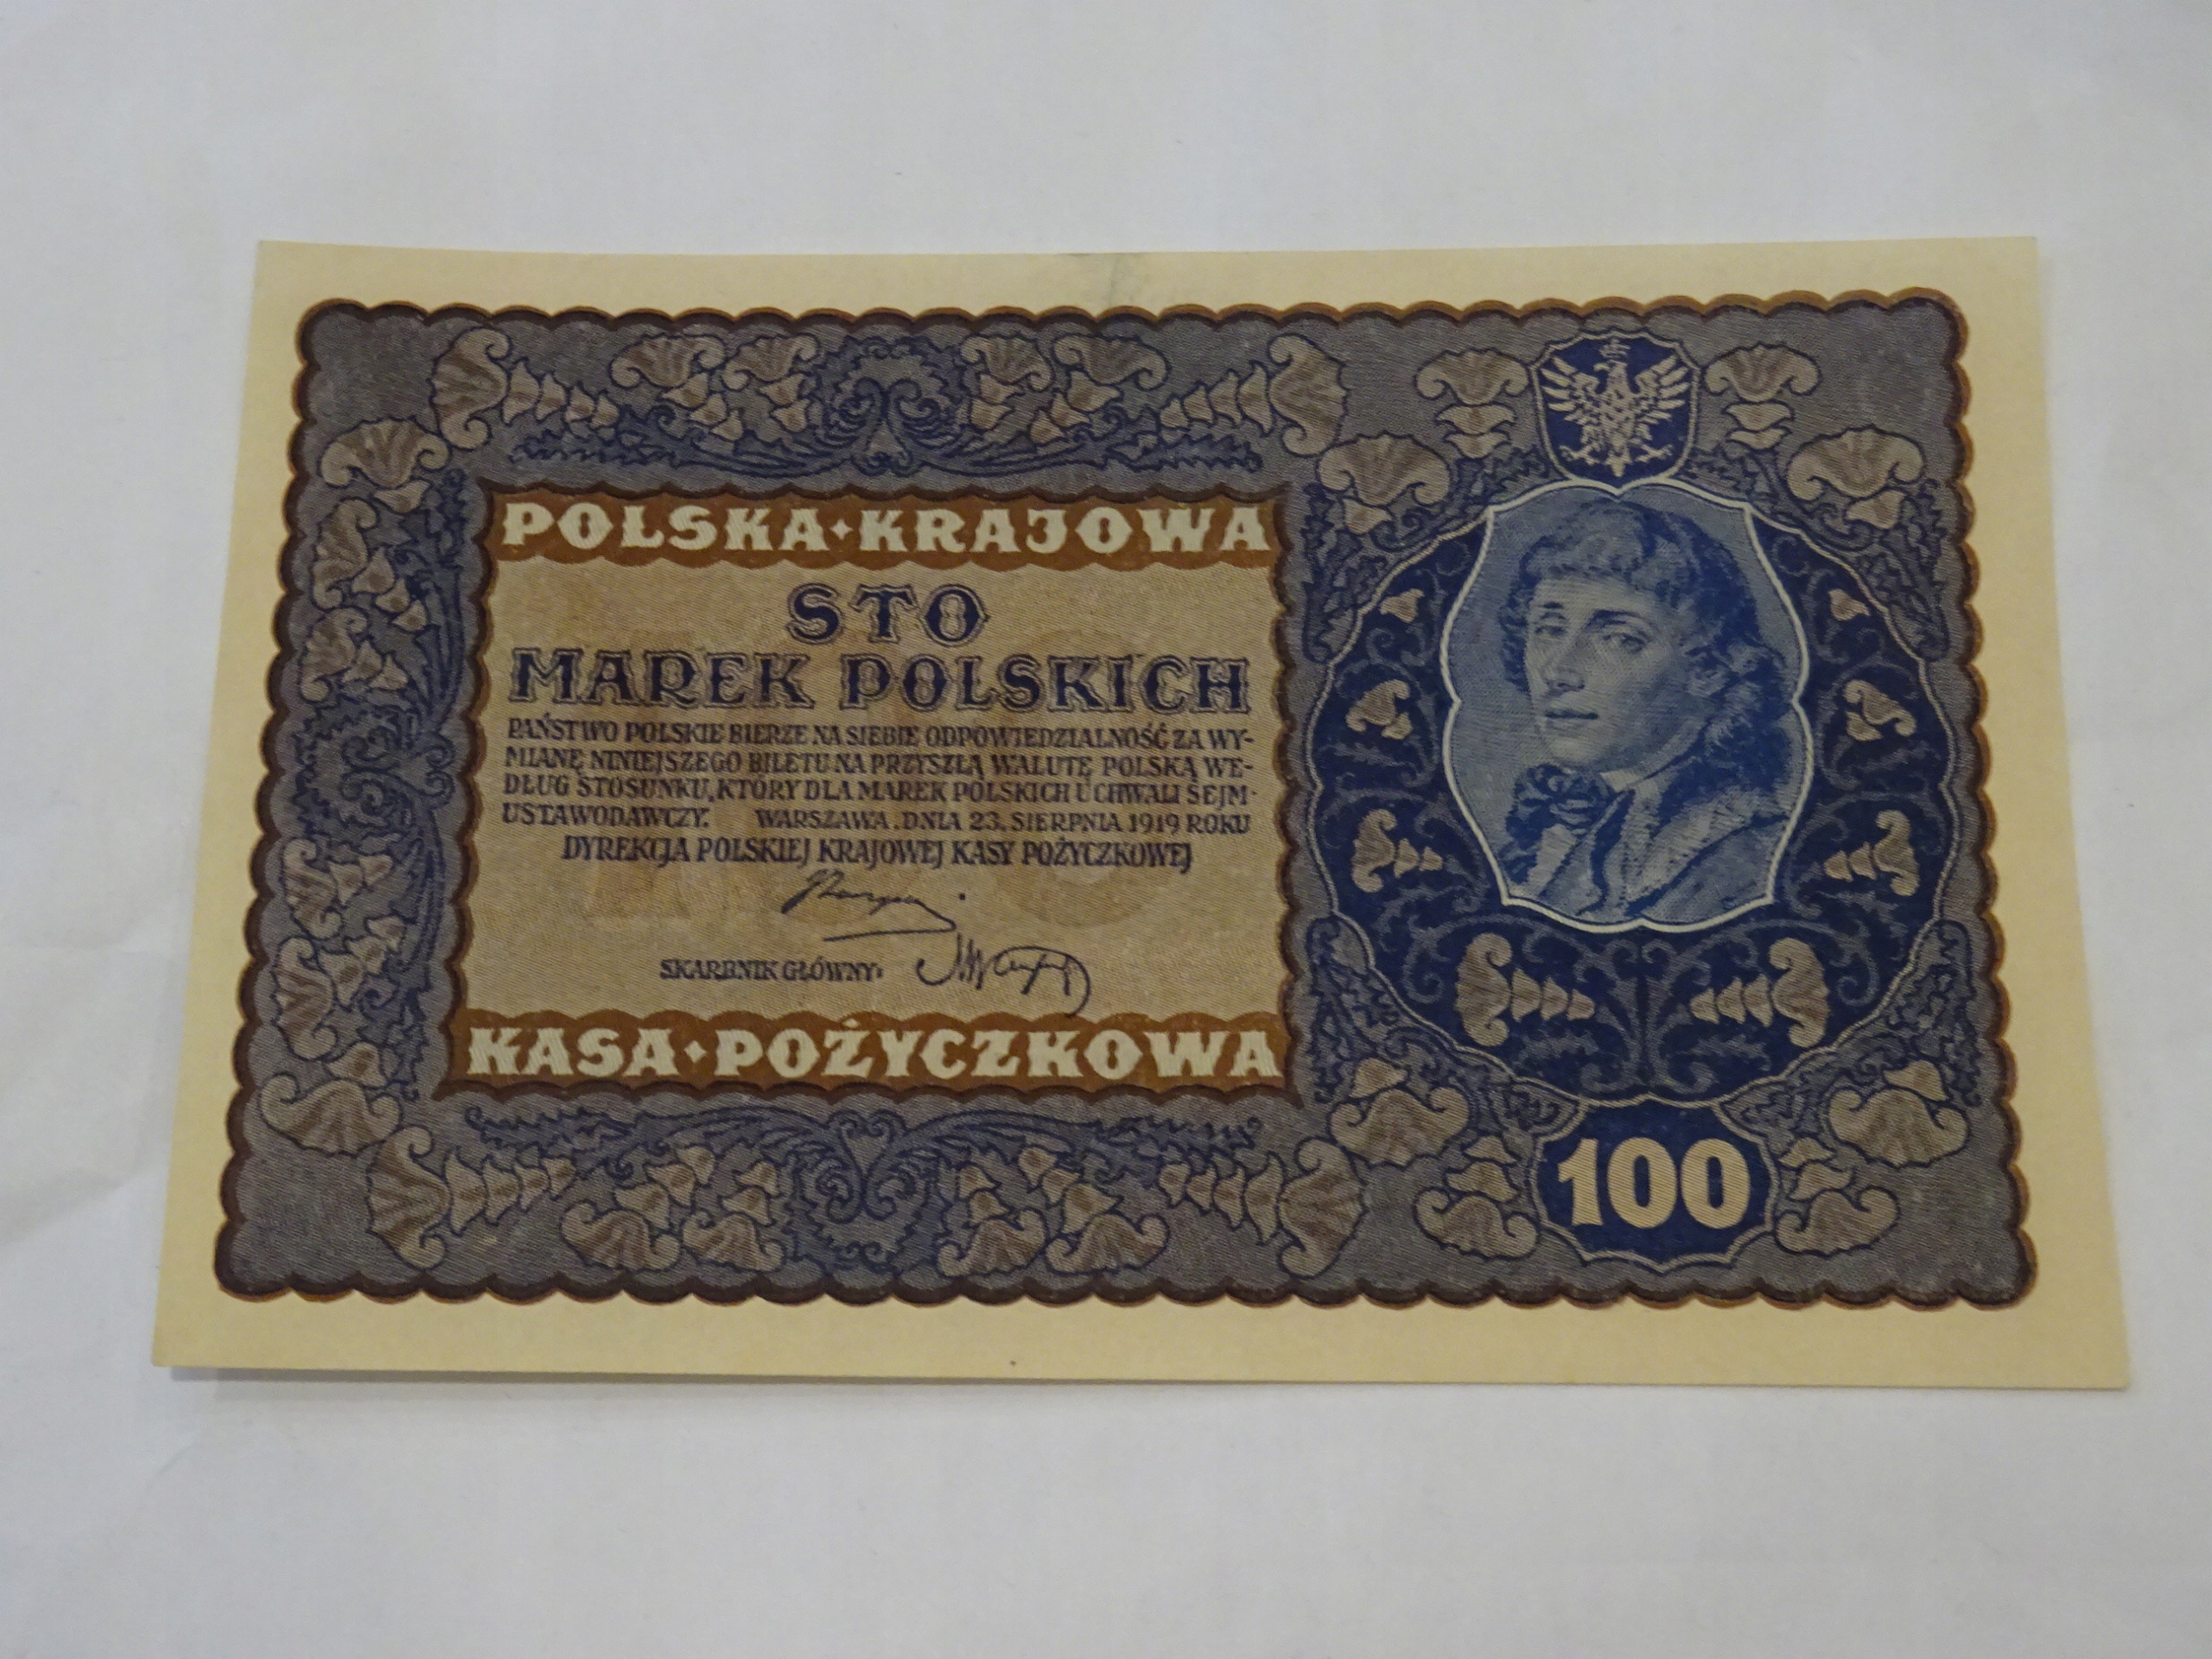 POLSKA·KRAJOWA
STO
MAREK POLSKICH
PAŃSTWO POLSKIE BIERZE NA SIEBIE ODPOWIEDZIALNOŚĆ ZA WY-
MIANĘ NINIEJSZEGO BILETU NA PRZYSZŁĄ WALUTĘ POLSKĄ WE-
DŁUG STOSUNKU, KTÓRY DLA MAREK POLSKICH UCHWALI SEJM
USTAWODAWCZY. WARSZAWA, DNIA 23. SIERPNIA 1919 ROKU
DYREKCJA POLSKIEJ KRAJOWEJ KASY POŻYCZKOWEJ
SKARBNIK GŁÓWNY:
KASA·POŻYCZKOWA
100